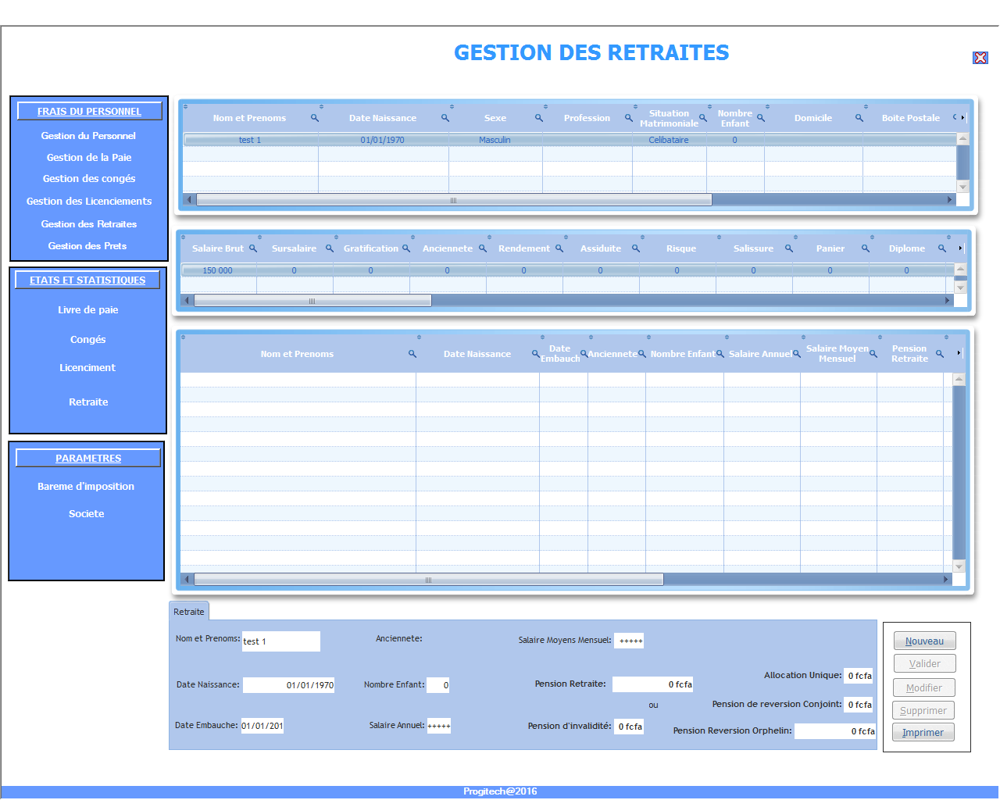 GESTION DES RETRAITES
FRAIS DU PERSONNEL
Gestion du Personnel
Gestion de la Paie
Gestion des congés
Gestion des Licenciements
Gestion des Retraites
Gestion des Prets
ETATS ET STATISTIQUES
Livre de paie
Congés
Licenciment
Retraite
PARAMETRES
Bareme d'imposition
Societe
Nom et Prenoms Date Naissance Sexe Profession Situation Matrimoniale Nombre Enfant Domicile Boite Postale
test 1 01/01/1970 Masculin Celibataire 0
Salaire Brut Sursalaire Gratification Anciennete Rendement Assiduite Risque Salissure Panier Diplome
150 000 0 0 0 0 0 0 0 0 0
Nom et Prenoms Date Naissance Date Embauch Anciennete Nombre Enfant Salaire Annuel Salaire Moyen Mensuel Pension Retraite
Retraite
Nom et Prenoms: test 1 Anciennete: Salaire Moyens Mensuel: +++++
Allocation Unique: 0 fcfa
Date Naissance: 01/01/1970 Nombre Enfant: 0 Pension Retraite: 0 fcfa
ou Pension de reversion Conjoint: 0 fcfa
Date Embauche: 01/01/201 Salaire Annuel: +++++ Pension d'invalidité: 0 fcfa
Pension Reversion Orphelin: 0 fcfa
Nouveau
Valider
Modifier
Supprimer
Imprimer
Progitech@2016